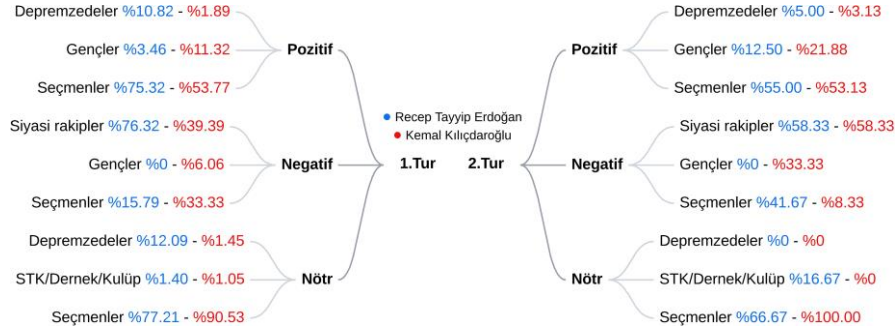 Depremzedeler %10.82 - %1.89
Gençler %3.46 - %11.32
Pozitif
Seçmenler %75.32 - %53.77
Siyasi rakipler %76.32 - %39.39
Gençler %0 - %6.06
Negatif
Seçmenler %15.79 - %33.33
Depremzedeler %12.09 - %1.45
STK/Dernek/Kulüp %1.40 - %1.05
Nötr
Seçmenler %77.21 - %90.53
Recep Tayyip Erdoğan
Kemal Kılıçdaroğlu
1.Tur 2.Tur
Depremzedeler %5.00 - %3.13
Pozitif
Gençler %12.50 - %21.88
Seçmenler %55.00 - %53.13
Siyasi rakipler %58.33 - %58.33
Negatif
Gençler %0 - %33.33
Seçmenler %41.67 - %8.33
Depremzedeler %0 - %0
Nötr
STK/Dernek/Kulüp %16.67 - %0
Seçmenler %66.67 - %100.00